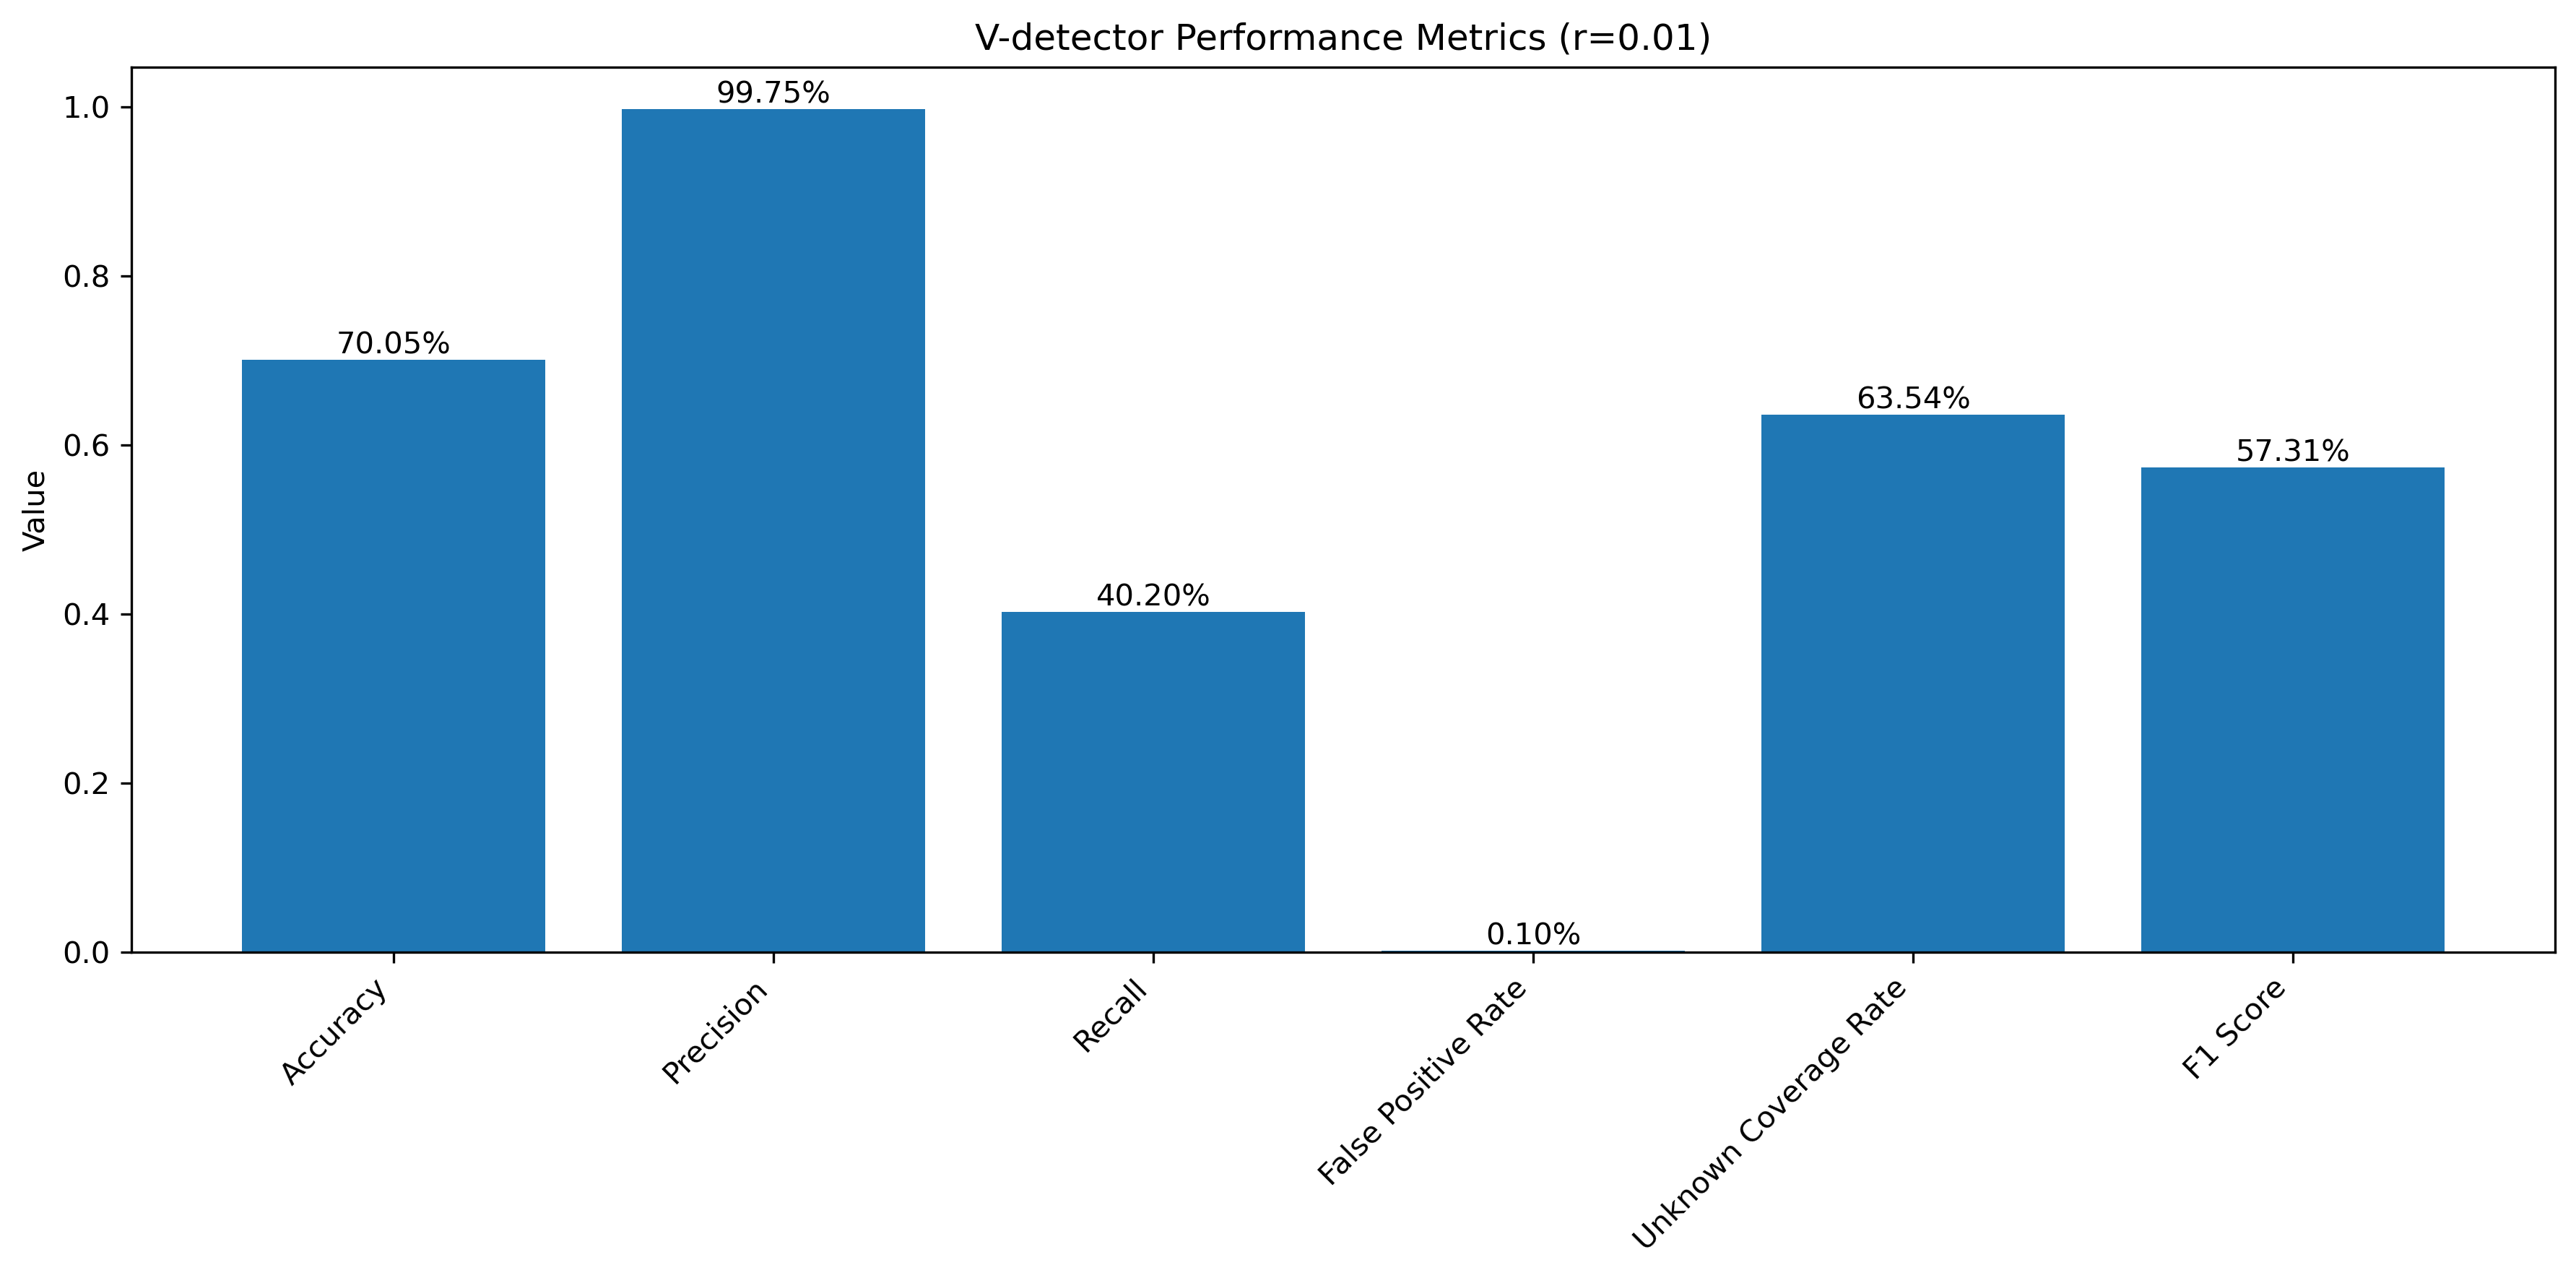 V-detector Performance Metrics (r=0.01)
Value
1.0
0.8
0.6
0.4
0.2
0.0
70.05%
99.75%
40.20%
0.10%
63.54%
57.31%
Accuracy
Precision
Recall
False Positive Rate
Unknown Coverage Rate
F1 Score